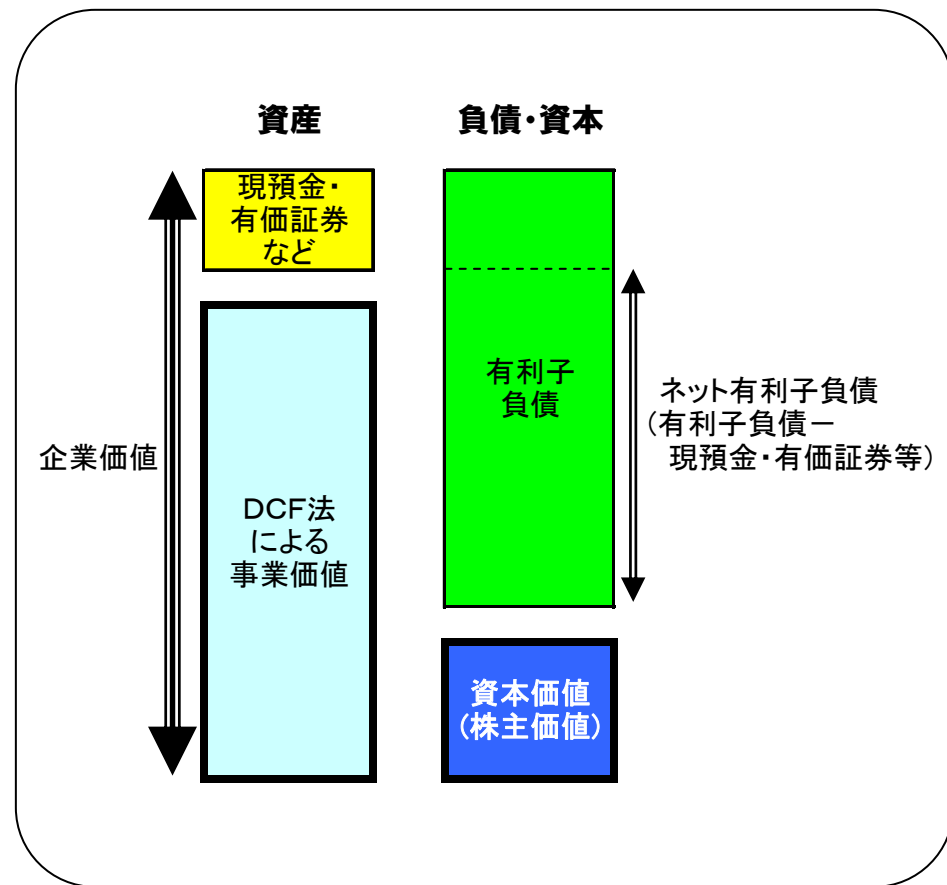 資産
負債・資本
現預金・
有価証券
など
有利子
負債
ネット有利子負債
(有利子負債－
現預金・有価証券等)
企業価値
DCF法
による
事業価値
資本価値
(株主価値)